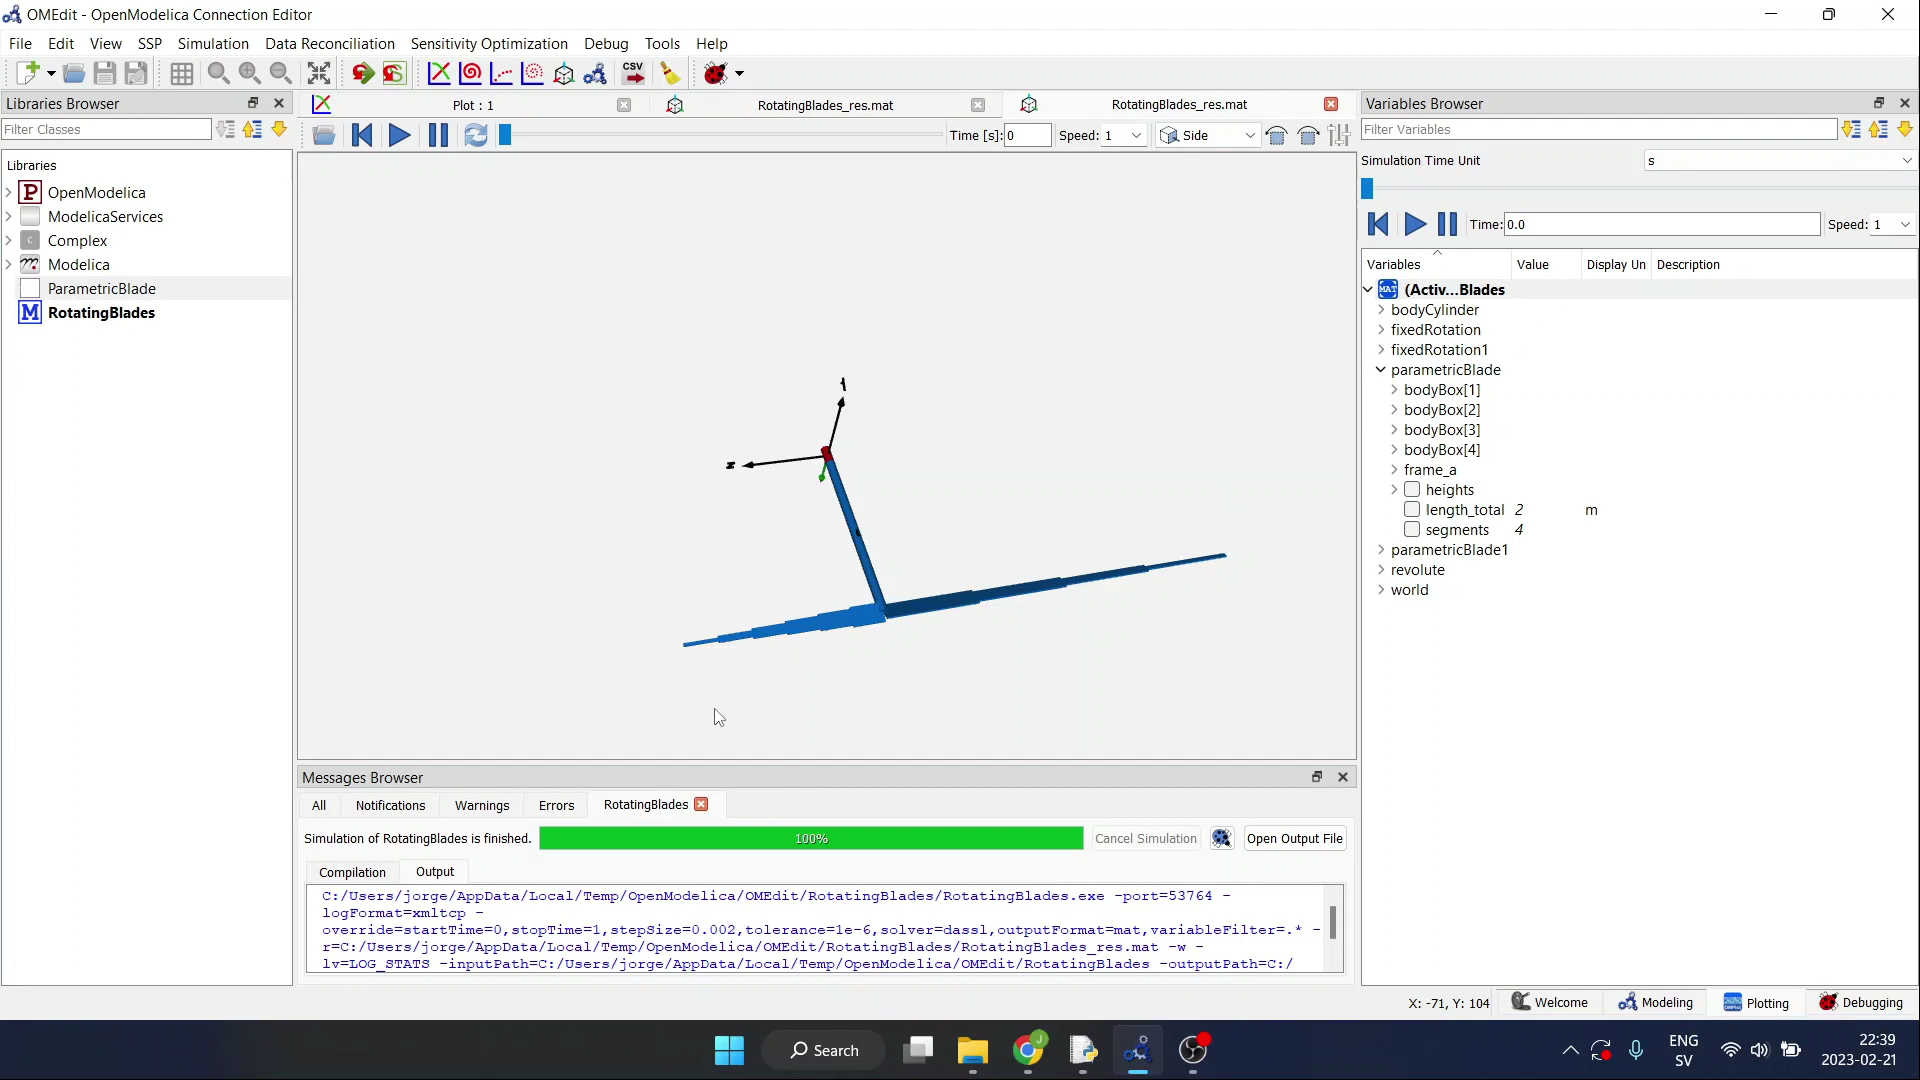 OMEdit - OpenModelica Connection Editor
File Edit View SSP Simulation Data Reconciliation Sensitivity Optimization Debug Tools Help
CSV
Libraries Browser
Filter Classes
Libraries
P OpenModelica
ModelicaServices
C Complex
Modelica
ParametricBlade
M RotatingBlades
Plot : 1
RotatingBlades_res.mat
RotatingBlades_res.mat
Time [s]: 0 Speed: 1 Side
Messages Browser
All Notifications Warnings Errors RotatingBlades
Simulation of RotatingBlades is finished. 100% Cancel Simulation Open Output File
Compilation Output
C:/Users/jorge/AppData/Local/Temp/OpenModelica/OMEdit/RotatingBlades/RotatingBlades.exe -port=53764 -
logFormat=xmltcp -
override=startTime=0,stopTime=1,stepSize=0.002,tolerance=1e-6,solver=dassl,outputFormat=mat,variableFilter=.* -
r=C:/Users/jorge/AppData/Local/Temp/OpenModelica/OMEdit/RotatingBlades/RotatingBlades_res.mat -w -
lv=LOG_STATS -inputPath=C:/Users/jorge/AppData/Local/Temp/OpenModelica/OMEdit/RotatingBlades -outputPath=C:/
Variables Browser
Filter Variables
Simulation Time Unit s
Time: 0.0 Speed: 1
Variables Value Display Un Description
MAT (Activ...Blades
bodyCylinder
fixedRotation
fixedRotation1
parametricBlade
bodyBox[1]
bodyBox[2]
bodyBox[3]
bodyBox[4]
frame_a
heights
length_total 2 m
segments 4
parametricBlade1
revolute
world
X: -71, Y: 104 Welcome Modeling Plotting Debugging
Search
J
ENG
SV
22:39
2023-02-21